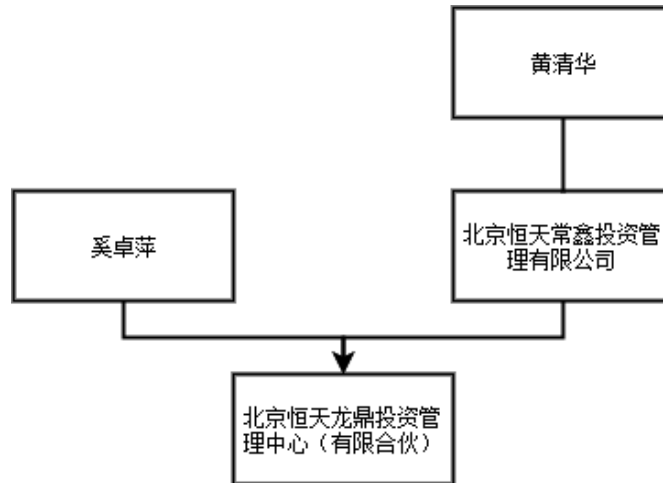 黄清华
奚卓萍
北京恒天常鑫投资管
理有限公司
北京恒天龙鼎投资管
理中心（有限合伙）